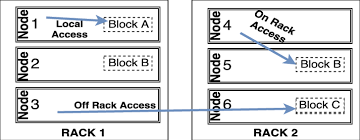 Node
1
Local
Access
Block A
Node
2
Block B
Node
3
Off Rack Access
RACK 1
Node
4
On Rack
Access
Node
5
Block B
Node
6
Block C
RACK 2